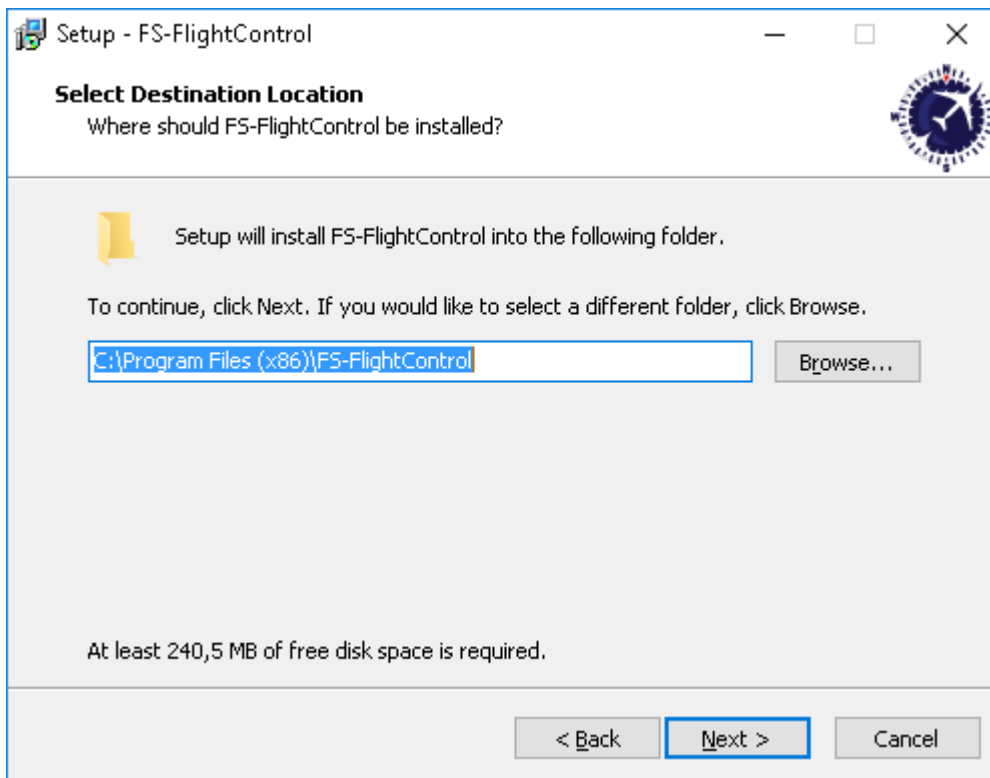 Setup - FS-FlightControl
Select Destination Location
Where should FS-FlightControl be installed?
N
W
S
Setup will install FS-FlightControl into the following folder.
To continue, click Next. If you would like to select a different folder, click Browse.
C:\Program Files (x86)\FS-FlightControl
Browse...
At least 240,5 MB of free disk space is required.
< Back
Next >
Cancel